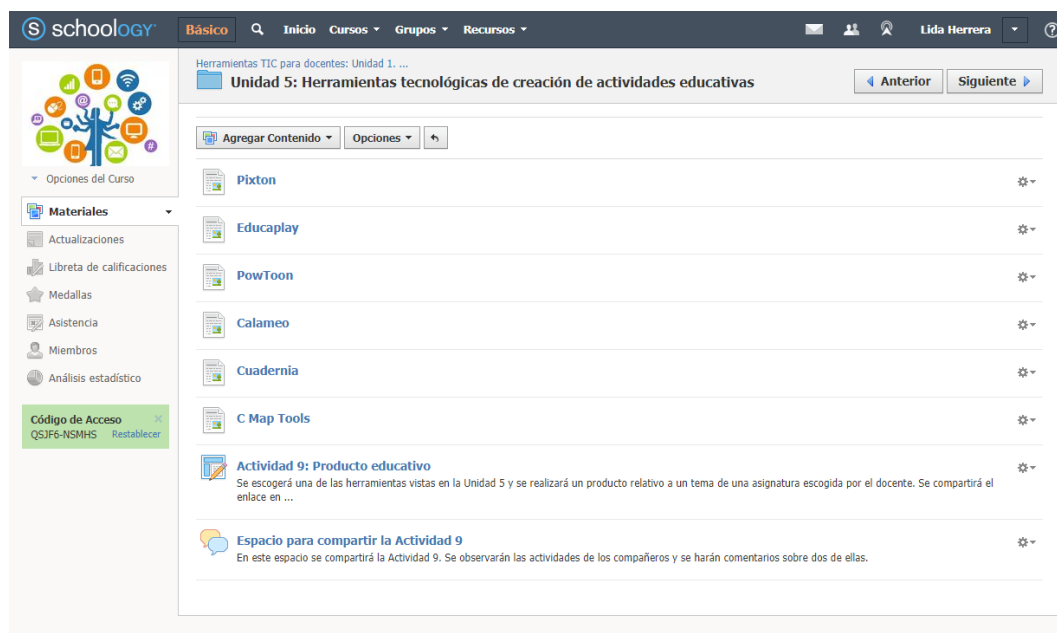 schoology Básico Inicio Cursos Grupos Recursos Lida Herrera
Herramientas TIC para docentes: Unidad 1. ...
Unidad 5: Herramientas tecnológicas de creación de actividades educativas
Anterior Siguiente
Opciones del Curso
Materiales
Actualizaciones
Libreta de calificaciones
Medallas
Asistencia
Miembros
Análisis estadístico
Código de Acceso
QSJF6-NSMHS Restablecer
Agregar Contenido Opciones
Pixton
Educaplay
PowToon
Calameo
Cuadernia
C Map Tools
Actividad 9: Producto educativo
Se escogerá una de las herramientas vistas en la Unidad 5 y se realizará un producto relativo a un tema de una asignatura escogida por el docente. Se compartirá el
enlace en ...
Espacio para compartir la Actividad 9
En este espacio se compartirá la Actividad 9. Se observarán las actividades de los compañeros y se harán comentarios sobre dos de ellas.